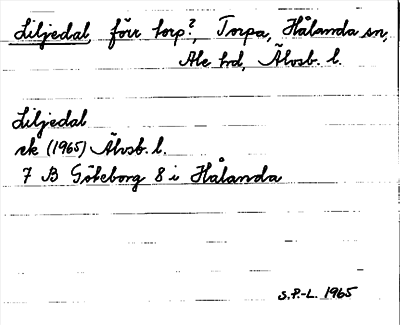 Liljedal, förr torp?, Torpa, Hålanda sn,
Ale hd, Älvsb. l.
Liljedal
ek (1965) Älvsb. l.
7 B Göteborg 8 i Hålanda
S.P.-L. 1965